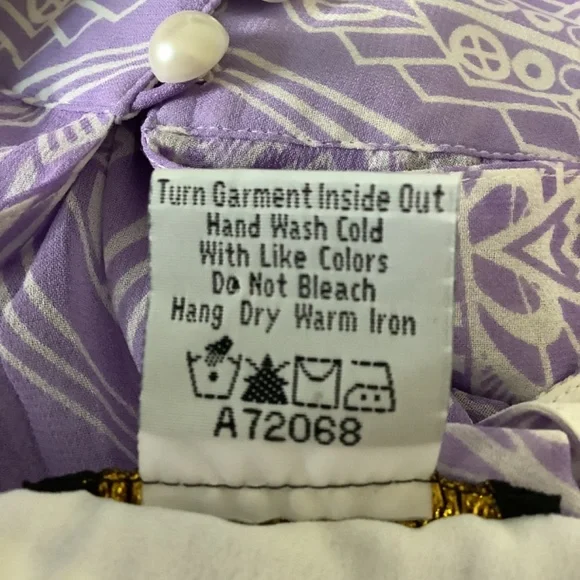 Turn Garment Inside Out
Hand Wash Cold
With Like Colors
Do Not Bleach
Hang Dry Warm Iron
A72068